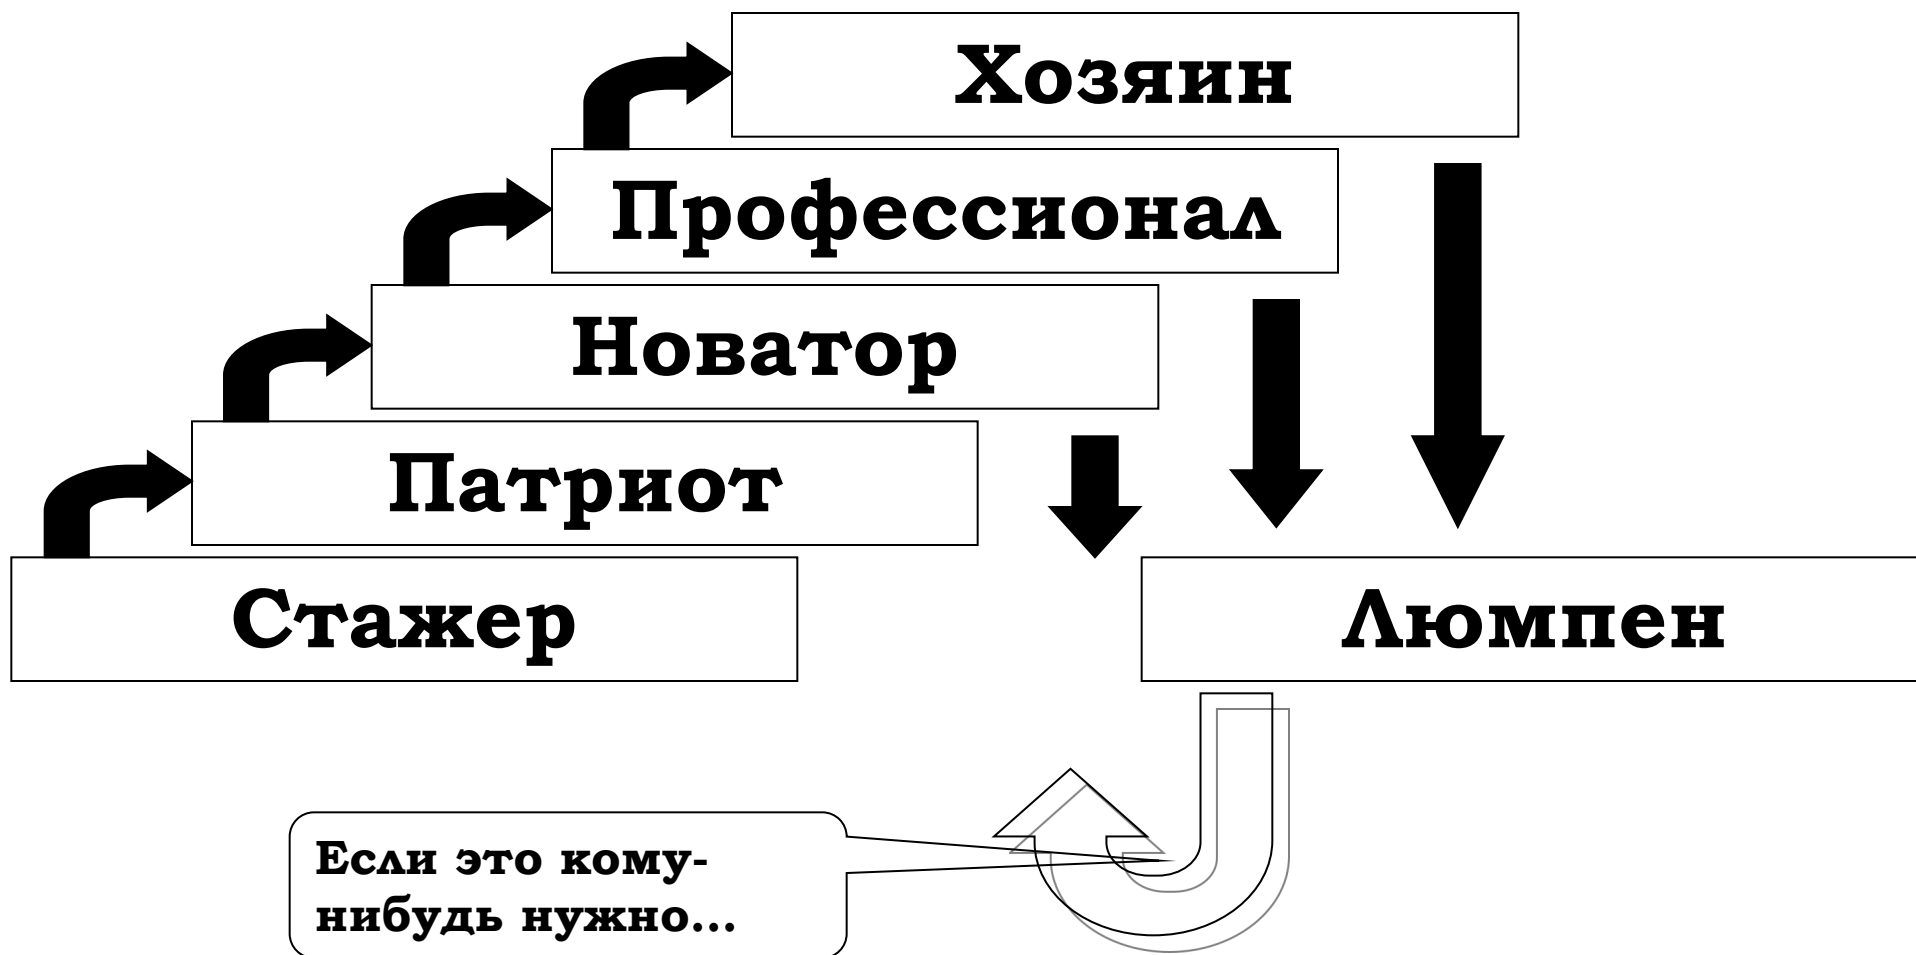 Хозяин
Профессионал
Новатор
Патриот
Стажер
Люмпен
Если это кому-
нибудь нужно...